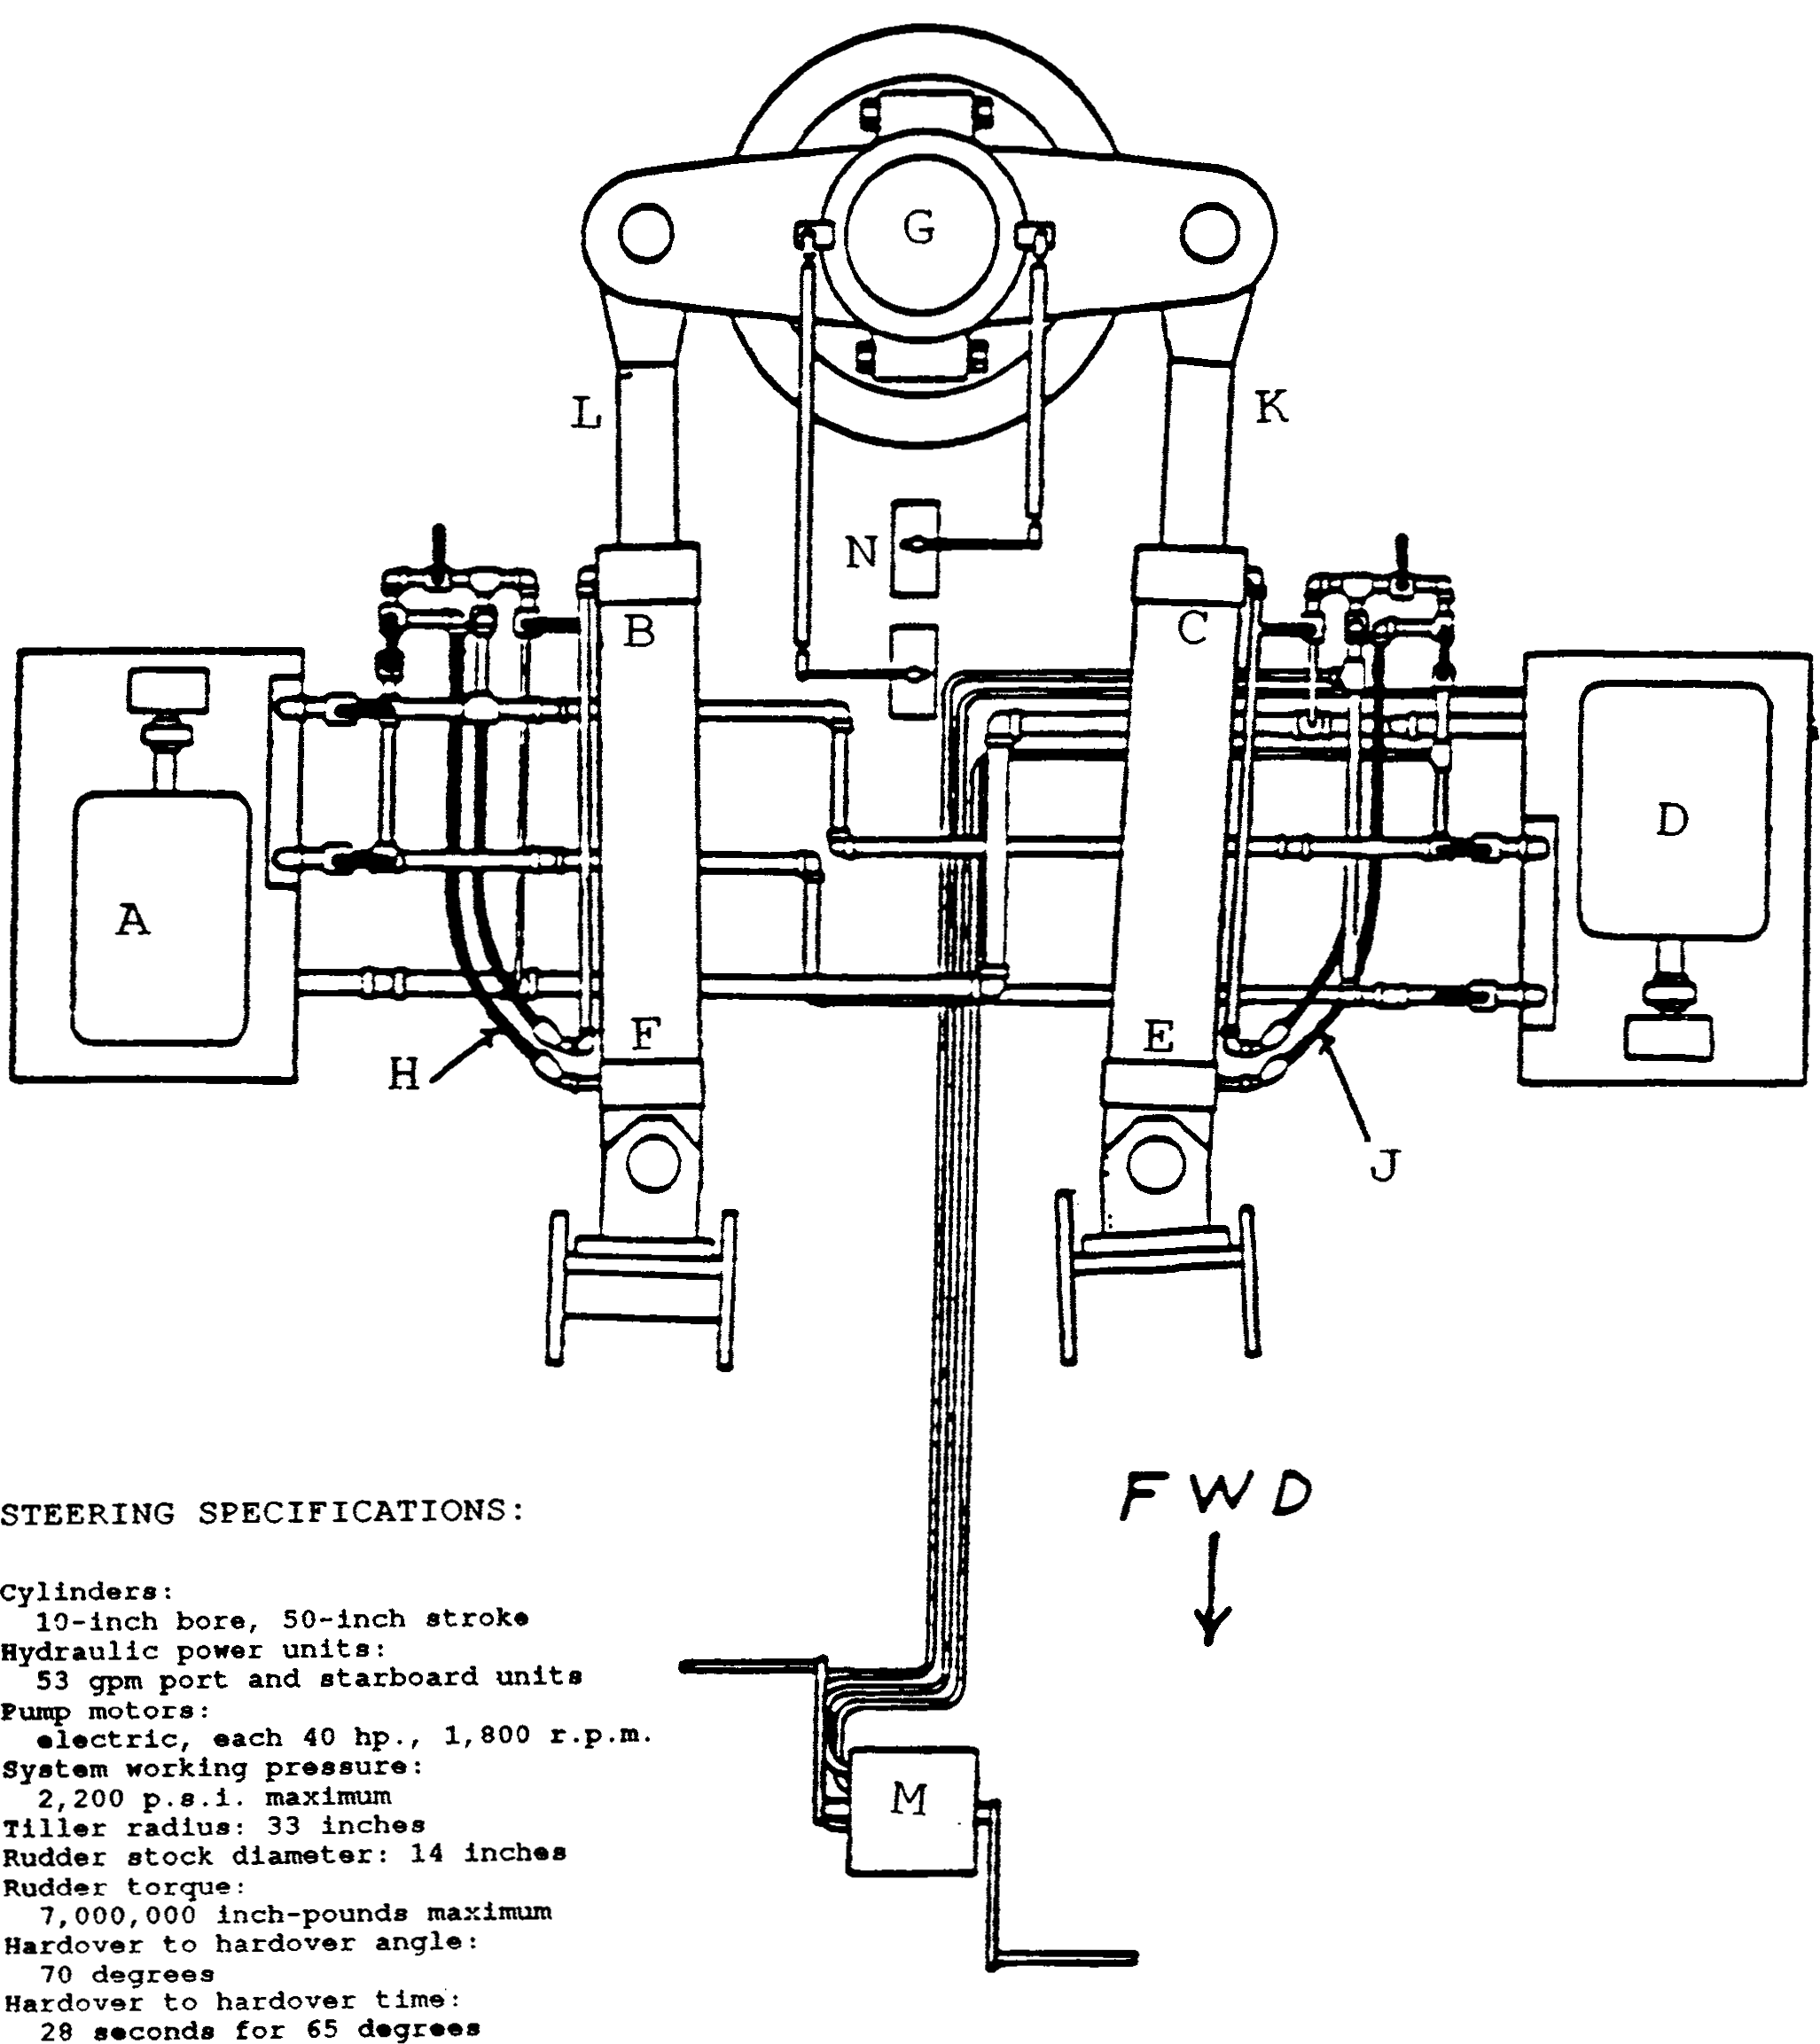 G
L
K
N
B
C
A
D
F
E
H
J
FWD
STEERING SPECIFICATIONS:
Cylinders:
10-inch bore, 50-inch stroke
Hydraulic power units:
53 gpm port and starboard units
Pump motors:
electric, each 40 hp., 1,800 r.p.m.
System working pressure:
2,200 p.s.i. maximum
Tiller radius: 33 inches
Rudder stock diameter: 14 inches
Rudder torque:
7,000,000 inch-pounds maximum
Hardover to hardover angle:
70 degrees
Hardover to hardover time:
28 seconds for 65 degrees
M